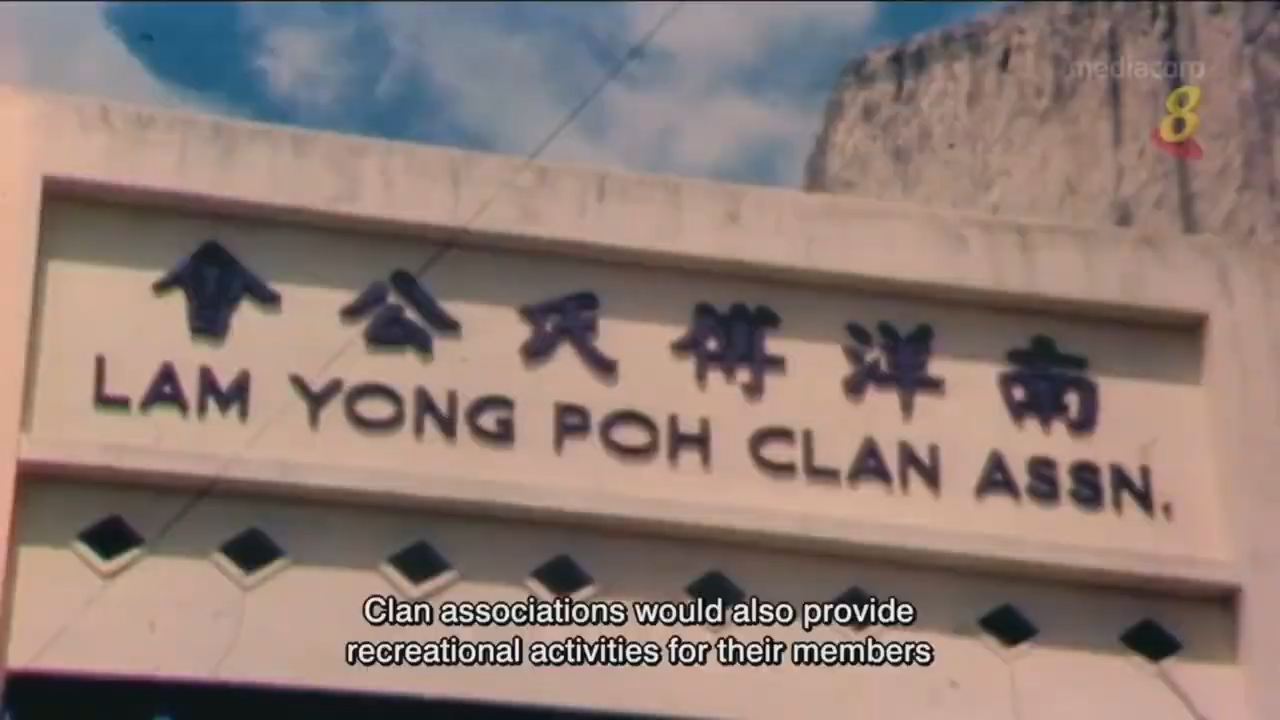 mediacorp
8
南洋傅氏公會
LAM YONG POH CLAN ASSN.
Clan associations would also provide
recreational activities for their members